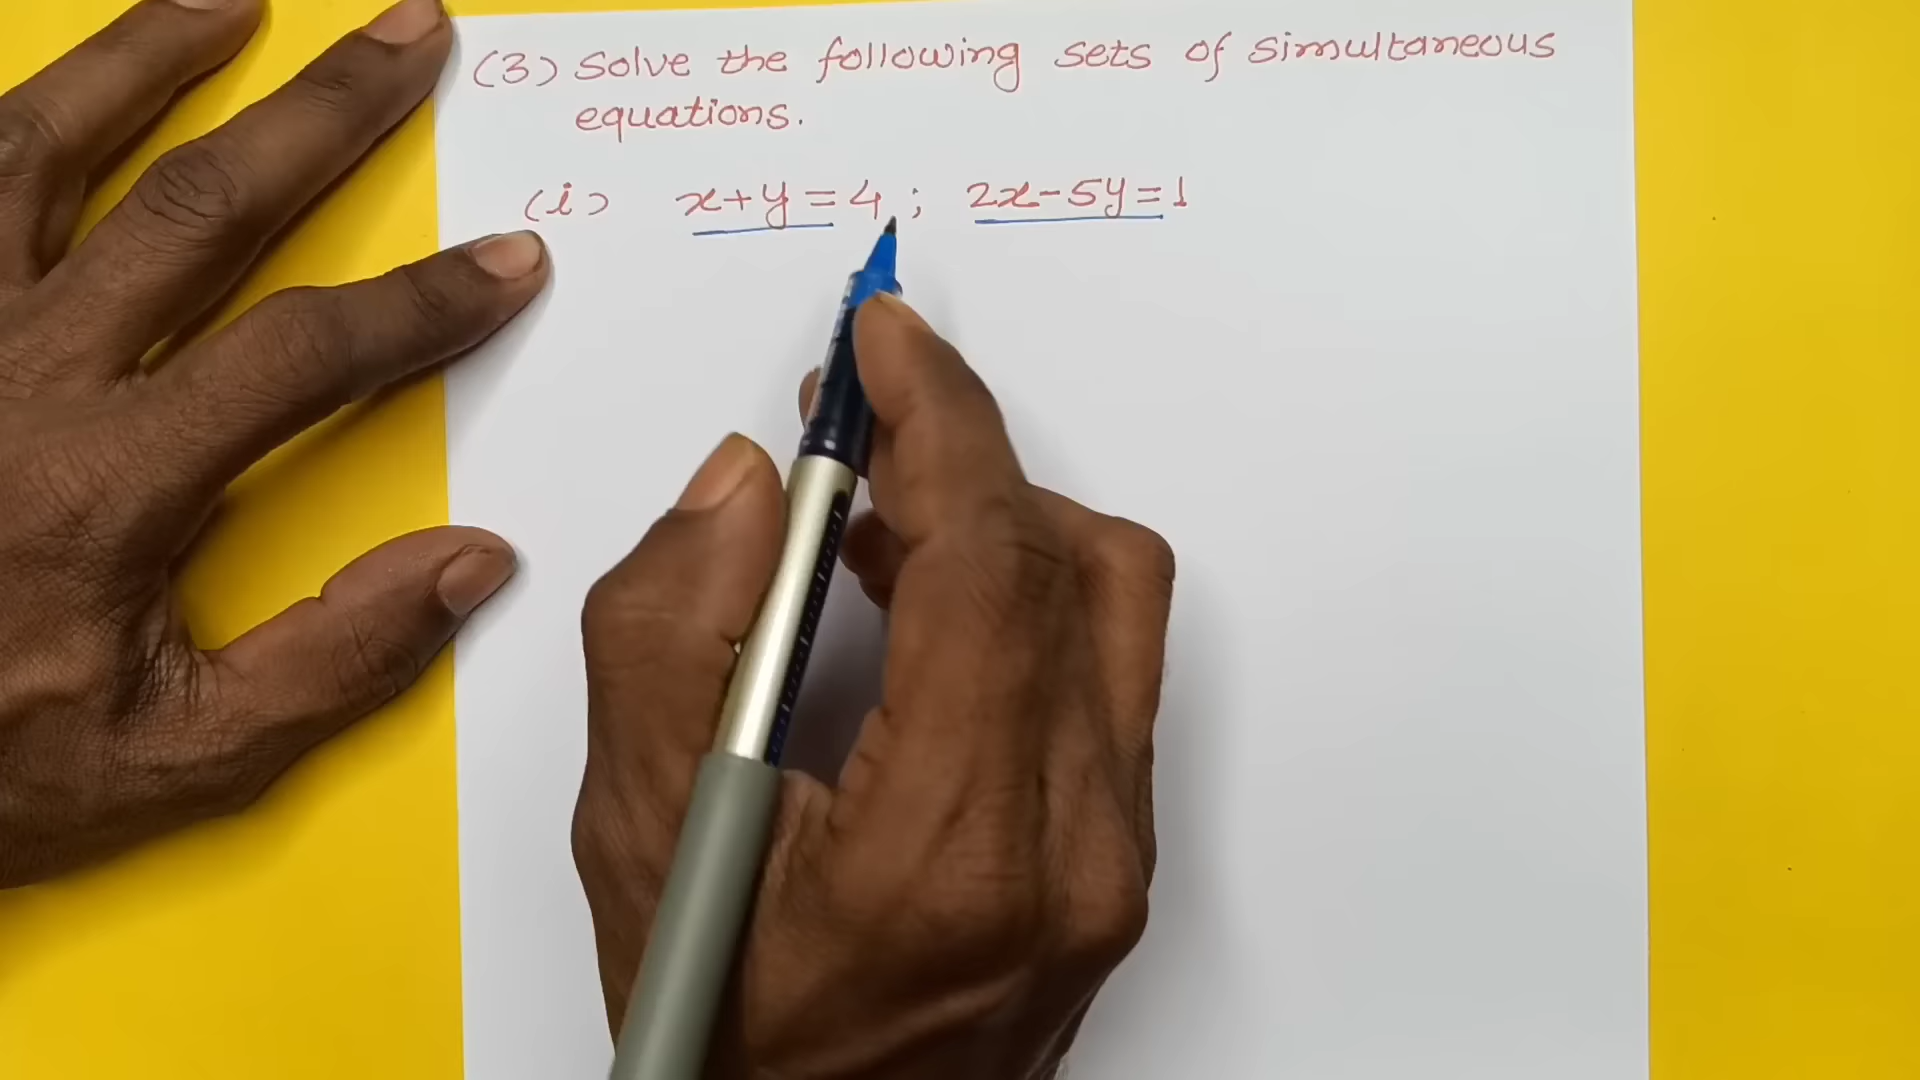 (3) Solve the following sets of simultaneous
equations.
(i) x+y=4; 2x-5y=1